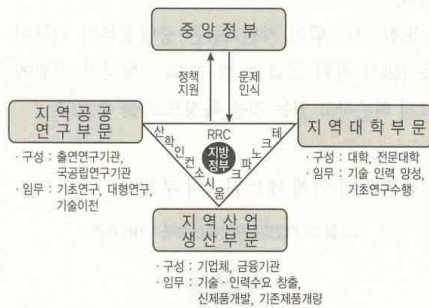 중앙정부
정책
지원
문제
인식
지역공공
연구부문
· 구성 : 출연연구기관,
국공립연구기관
· 임무 : 기초연구, 대형연구,
기술이전
RRC
지방
정부
산학인컨소시움
테크노파크
지역대학부문
· 구성 : 대학, 전문대학
· 임무 : 기술 인력 양성,
기초연구수행
지역산업
생산부문
· 구성 : 기업체, 금융기관
· 임무 : 기술 · 인력수요 창출,
신제품개발, 기존제품개량